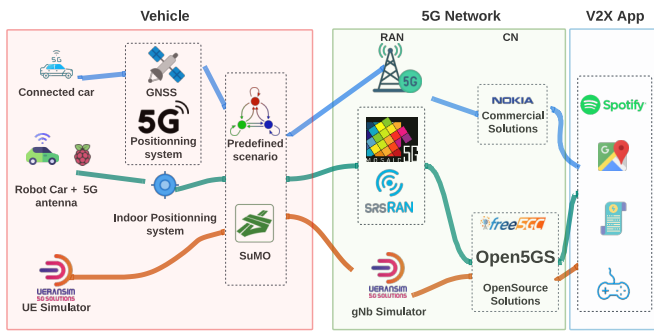 Vehicle
5G Network
V2X App
RAN
CN
5G
Connected car
GNSS
5G
Positionning
system
Predefined
scenario
5G
NOKIA
Commercial
Solutions
Spotify
G
Robot Car + 5G
antenna
Indoor Positionning
system
MOSAIC
5G
SRSRAN
SuMO
UERANSIM
5G SOLUTIONS
UE Simulator
UERANSIM
5G SOLUTIONS
gNb Simulator
free5GC
Open5GS
OpenSource
Solutions